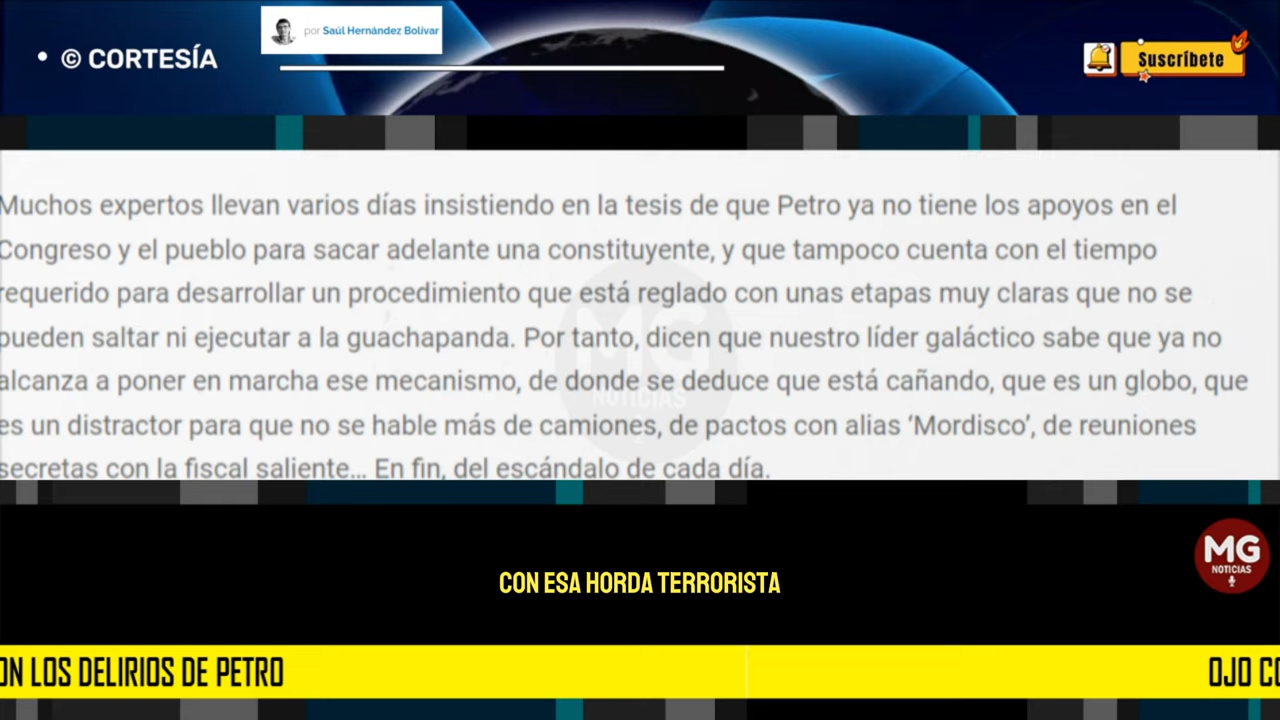 • © CORTESÍA
por Saúl Hernández Bolívar
Suscríbete
Muchos expertos llevan varios días insistiendo en la tesis de que Petro ya no tiene los apoyos en el
Congreso y el pueblo para sacar adelante una constituyente, y que tampoco cuenta con el tiempo
requerido para desarrollar un procedimiento que está reglado con unas etapas muy claras que no se
pueden saltar ni ejecutar a la guachapanda. Por tanto, dicen que nuestro líder galáctico sabe que ya no
alcanza a poner en marcha ese mecanismo, de donde se deduce que está cañando, que es un globo, que
es un distractor para que no se hable más de camiones, de pactos con alias ‘Mordisco’, de reuniones
secretas con la fiscal saliente... En fin, del escándalo de cada día.
MG
NOTICIAS
CON ESA HORDA TERRORISTA
MG
NOTICIAS
ON LOS DELIRIOS DE PETRO
OJO CO